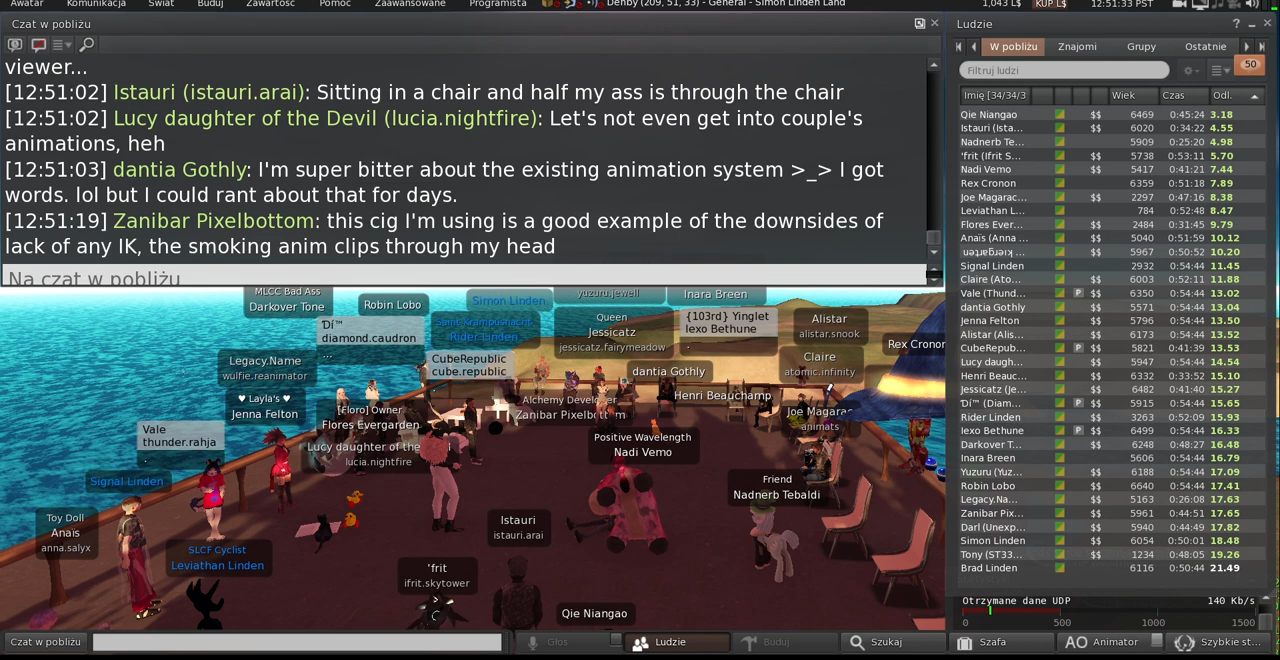 Awatar Komunikacja Świat Buduj Zawartość Pomoc Zaawansowane Programista Denby (209, 51, 33) - General - Simon Linden Land 1,043 L$ KUP L$ 12:51:33 PST
Czat w pobliżu
viewer...
[12:51:02] Istauri (istauri.arai): Sitting in a chair and half my ass is through the chair
[12:51:02] Lucy daughter of the Devil (lucia.nightfire): Let's not even get into couple's
animations, heh
[12:51:03] dantia Gothly: I'm super bitter about the existing animation system >_> I got
words. lol but I could rant about that for days.
[12:51:19] Zanibar Pixelbottom: this cig I'm using is a good example of the downsides of
lack of any IK, the smoking anim clips through my head
Na czat w pobliżu
MLCC Bad Ass
Darkover Tone
Robin Lobo
Simon Linden
yuzuru.jewell
Inara Breen
Ɗí™
diamond.caudron
...
Saint Krampusnacht
Rider Linden
Queen
Jessicatz
jessicatz.fairymeadow
{103rd} Yinglet
Iexo Bethune
.
Alistar
alistar.snook
Rex Cronon
Legacy.Name
wulfie.reanimator
CubeRepublic
cube.republic
Claire
atomic.infinity
dantia Gothly
♥ Layla's ♥
Jenna Felton
[Floro] Owner
Flores Evergarden
Alchemy Developer
Zanibar Pixelbottom
Henri Beauchamp
Joe Magarac
animats
Vale
thunder.rahja
.
Lucy daughter of the
lucia.nightfire
Positive Wavelength
Nadi Vemo
Signal Linden
Friend
Nadnerb Tebaldi
Toy Doll
Anaïs
anna.salyx
Istauri
istauri.arai
SLCF Cyclist
Leviathan Linden
'frit
ifrit.skytower
>
Qie Niangao
Czat w pobliżu Głos Ludzie Buduj Szukaj
Ludzie
? _ ×
W pobliżu Znajomi Grupy Ostatnie
50
Filtruj ludzi
Imię [34/34/3 Wiek Czas Odl.
Qie Niangao $$ 6469 0:45:24 3.18
Istauri (Ista... $$ 6020 0:34:22 4.55
Nadnerb Te... 5909 0:25:20 4.98
'frit (Ifrit S... $$ 5738 0:53:11 5.70
Nadi Vemo $$ 5417 0:41:21 7.44
Rex Cronon 6359 0:51:18 7.89
Joe Magarac... $$ 2297 0:47:16 8.38
Leviathan L... 784 0:52:48 8.47
Flores Ever... $$ 2484 0:31:45 9.79
Anaïs (Anna ... $$ 5040 0:51:59 10.12
$$ 5967 0:50:52 10.20
Signal Linden 2932 0:54:44 11.45
Claire (Ato... $$ 6003 0:52:11 11.88
Vale (Thund... P $$ 6350 0:54:44 13.02
dantia Gothly $$ 5571 0:54:44 13.04
Jenna Felton $$ 5796 0:54:44 13.50
Alistar (Alis... $$ 6173 0:54:44 13.52
CubeRepub... P $$ 5821 0:41:39 13.53
Lucy daugh... $$ 5947 0:54:44 14.54
Henri Beauc... $$ 6332 0:33:52 15.10
Jessicatz (Je... $$ 6482 0:41:40 15.27
Ɗí™ (Diam... P $$ 5915 0:54:44 15.65
Rider Linden $$ 3263 0:52:09 15.93
Iexo Bethune P $$ 6499 0:54:44 16.33
Darkover T... $$ 6248 0:48:27 16.48
Inara Breen 5606 0:54:44 16.79
Yuzuru (Yuz... $$ 6188 0:54:44 17.09
Robin Lobo $$ 6640 0:54:44 17.41
Legacy.Na... $$ 5163 0:26:08 17.63
Zanibar Pix... $$ 5961 0:44:51 17.65
Darl (Unexp... $$ 5940 0:44:49 17.82
Simon Linden $$ 6054 0:50:01 18.48
Tony (ST33... $$ 1234 0:48:05 19.26
Brad Linden 6116 0:50:44 21.49
Otrzymane dane UDP 140 Kb/s
0 500 1000 1500
Szafa AO Animator Szybkie st...